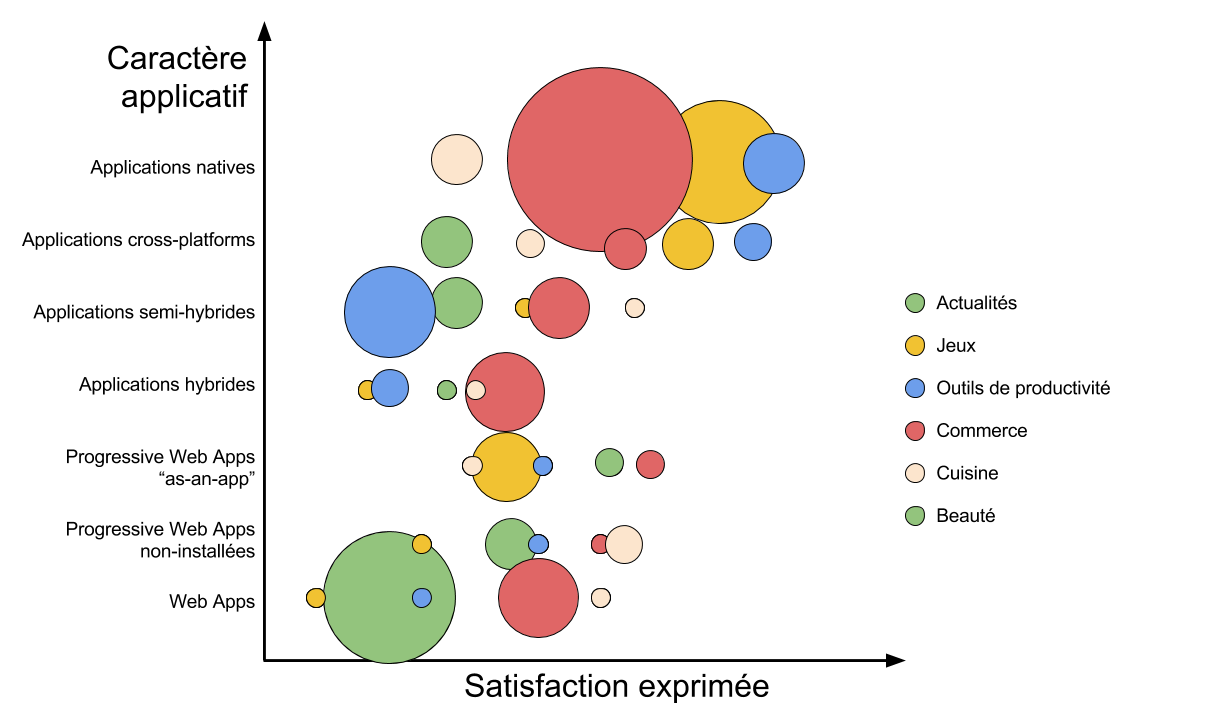 Caractère
applicatif
Applications natives
Applications cross-platforms
Applications semi-hybrides
Applications hybrides
Progressive Web Apps
“as-an-app”
Progressive Web Apps
non-installées
Web Apps
Satisfaction exprimée
Actualités
Jeux
Outils de productivité
Commerce
Cuisine
Beauté